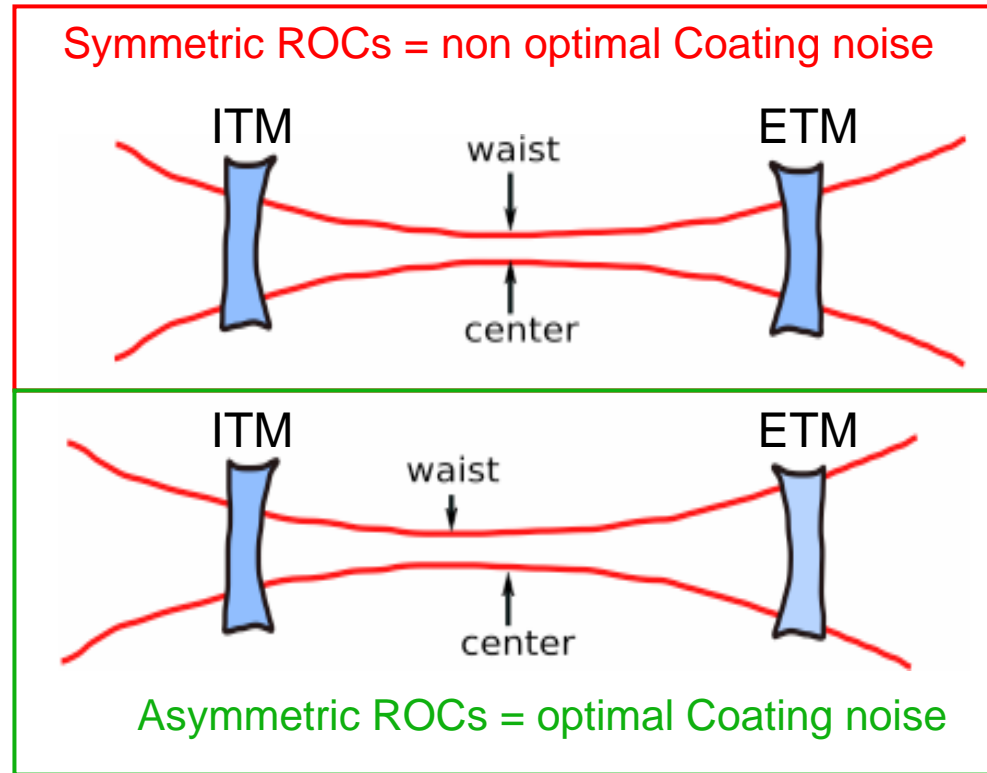 Symmetric ROCs = non optimal Coating noise
ITM ETM
waist
center
ITM ETM
waist
center
Asymmetric ROCs = optimal Coating noise